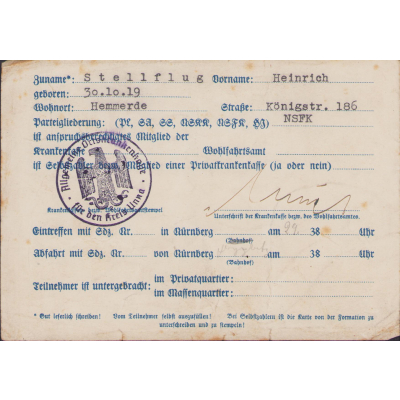 Zuname*: Stellflug Vorname: Heinrich
geboren: 30.10.19
Wohnort: Hemmerde Straße: Königstr. 186
Parteigliederung: (PL, SA, SS, NSKK, NSFK, HJ) NSFK
ist anspruchsberechtigtes Mitglied der
Krankenkasse Wohlfahrtsamt
ist Selbstzahler bezw. Mitglied einer Privatkrankenkasse (ja oder nein)
Allgemeine Ortskrankenkasse
für den Kreis Unna
Unterschrift der Krankenkasse bezw. des Wohlfahrtsamtes.
Eintreffen mit Sdz. Nr. in Nürnberg am 38 Uhr
(Bahnhof)
Abfahrt mit Sdz. Nr. von Nürnberg am 38 Uhr
(Bahnhof)
Teilnehmer ist untergebracht: im Privatquartier:
im Massenquartier:
* Gut leserlich schreiben! Vom Teilnehmer selbst auszufüllen! Bei Selbstzahlern ist die Karte von der Formation zu
unterschreiben und zu stempeln!